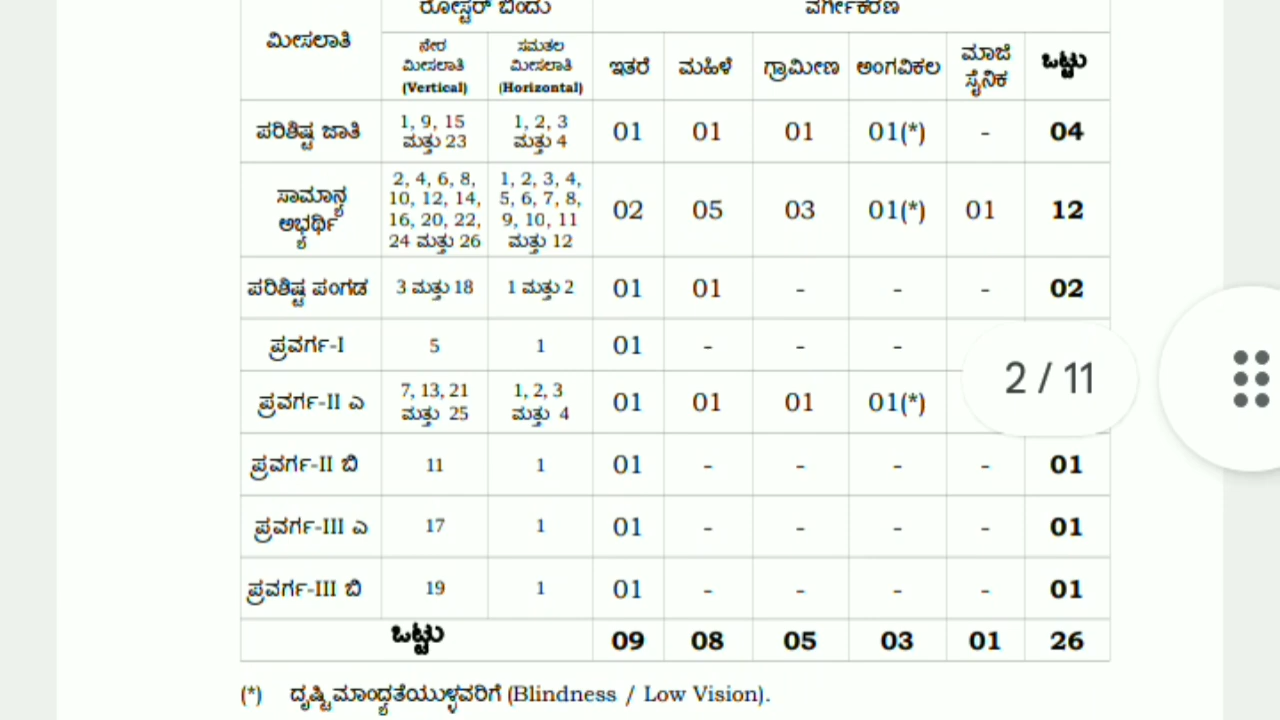 ರೋಸ್ಟರ್ ಬಿಂದು ವರ್ಗೀಕರಣ
ಮೀಸಲಾತಿ
ನೇರ ಮೀಸಲಾತಿ (Vertical)
ಸಮತಲ ಮೀಸಲಾತಿ (Horizontal)
ಇತರೆ ಮಹಿಳೆ ಗ್ರಾಮೀಣ ಅಂಗವಿಕಲ ಮಾಜಿ ಸೈನಿಕ ಒಟ್ಟು
ಪರಿಶಿಷ್ಟ ಜಾತಿ 1, 9, 15 ಮತ್ತು 23 1, 2, 3 ಮತ್ತು 4 01 01 01 01(*) - 04
ಸಾಮಾನ್ಯ ಅಭ್ಯರ್ಥಿ 2, 4, 6, 8, 10, 12, 14, 16, 20, 22, 24 ಮತ್ತು 26 1, 2, 3, 4, 5, 6, 7, 8, 9, 10, 11 ಮತ್ತು 12 02 05 03 01(*) 01 12
ಪರಿಶಿಷ್ಟ ಪಂಗಡ 3 ಮತ್ತು 18 1 ಮತ್ತು 2 01 01 - - - 02
ಪ್ರವರ್ಗ-I 5 1 01 - - -
2 / 11
ಪ್ರವರ್ಗ-II ಎ 7, 13, 21 ಮತ್ತು 25 1, 2, 3 ಮತ್ತು 4 01 01 01 01(*)
ಪ್ರವರ್ಗ-II ಬಿ 11 1 01 - - - - 01
ಪ್ರವರ್ಗ-III ಎ 17 1 01 - - - - 01
ಪ್ರವರ್ಗ-III ಬಿ 19 1 01 - - - - 01
ಒಟ್ಟು 09 08 05 03 01 26
(*) ದೃಷ್ಟಿ ಮಾಂದ್ಯತೆಯುಳ್ಳವರಿಗೆ (Blindness / Low Vision).